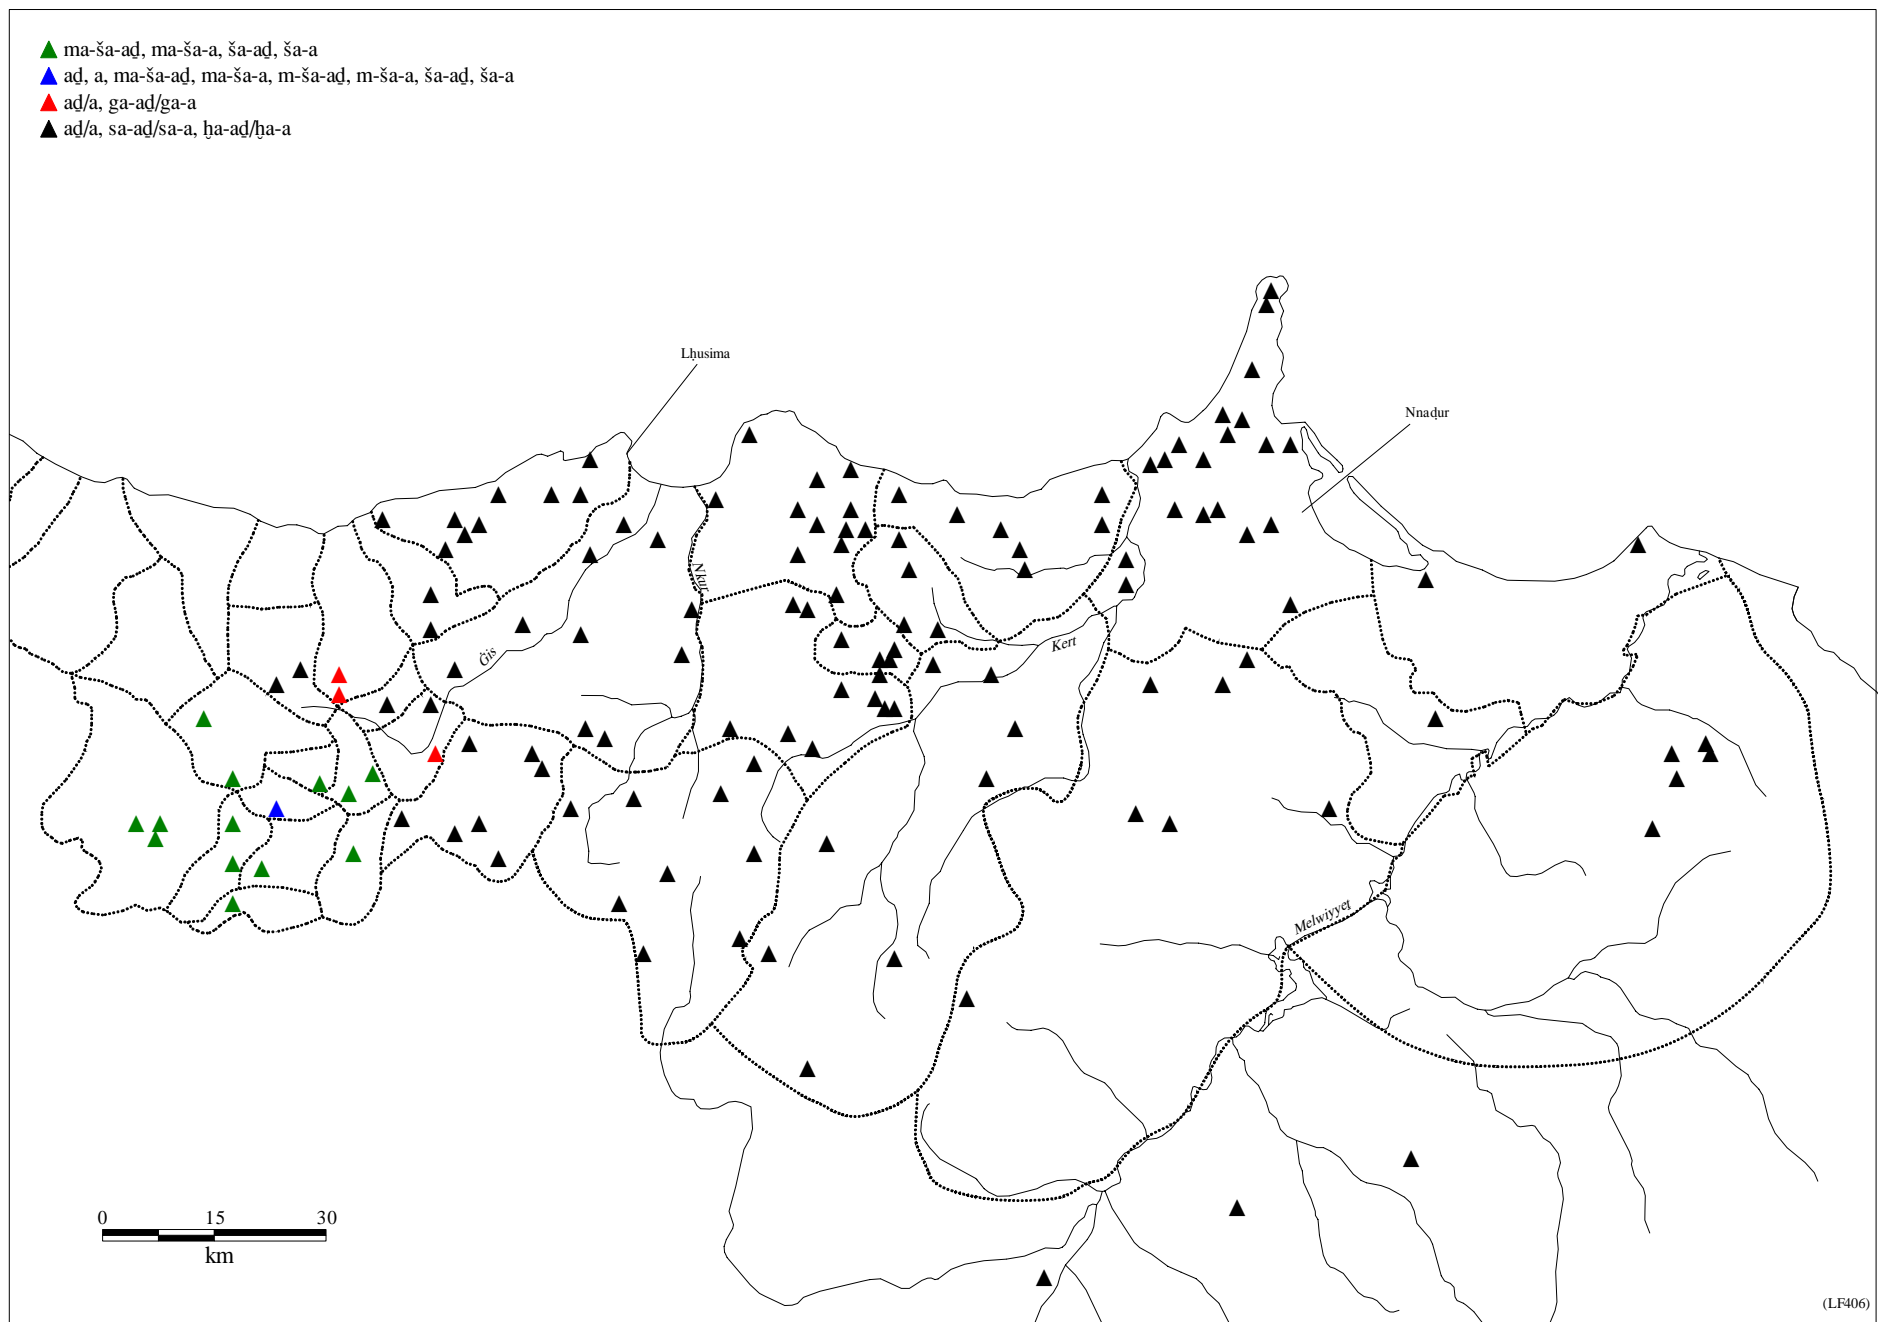 ma-ša-aḏ, ma-ša-a, ša-aḏ, ša-a
aḏ, a, ma-ša-aḏ, ma-ša-a, m-ša-aḏ, m-ša-a, ša-aḏ, ša-a
aḏ/a, ga-aḏ/ga-a
aḏ/a, sa-aḏ/sa-a, ḫa-aḏ/ḫa-a
Lḥusima
Nnaḍur
Nkur
Ġis
Kert
Melwiyyeṯ
0 15 30
km
(LF406)